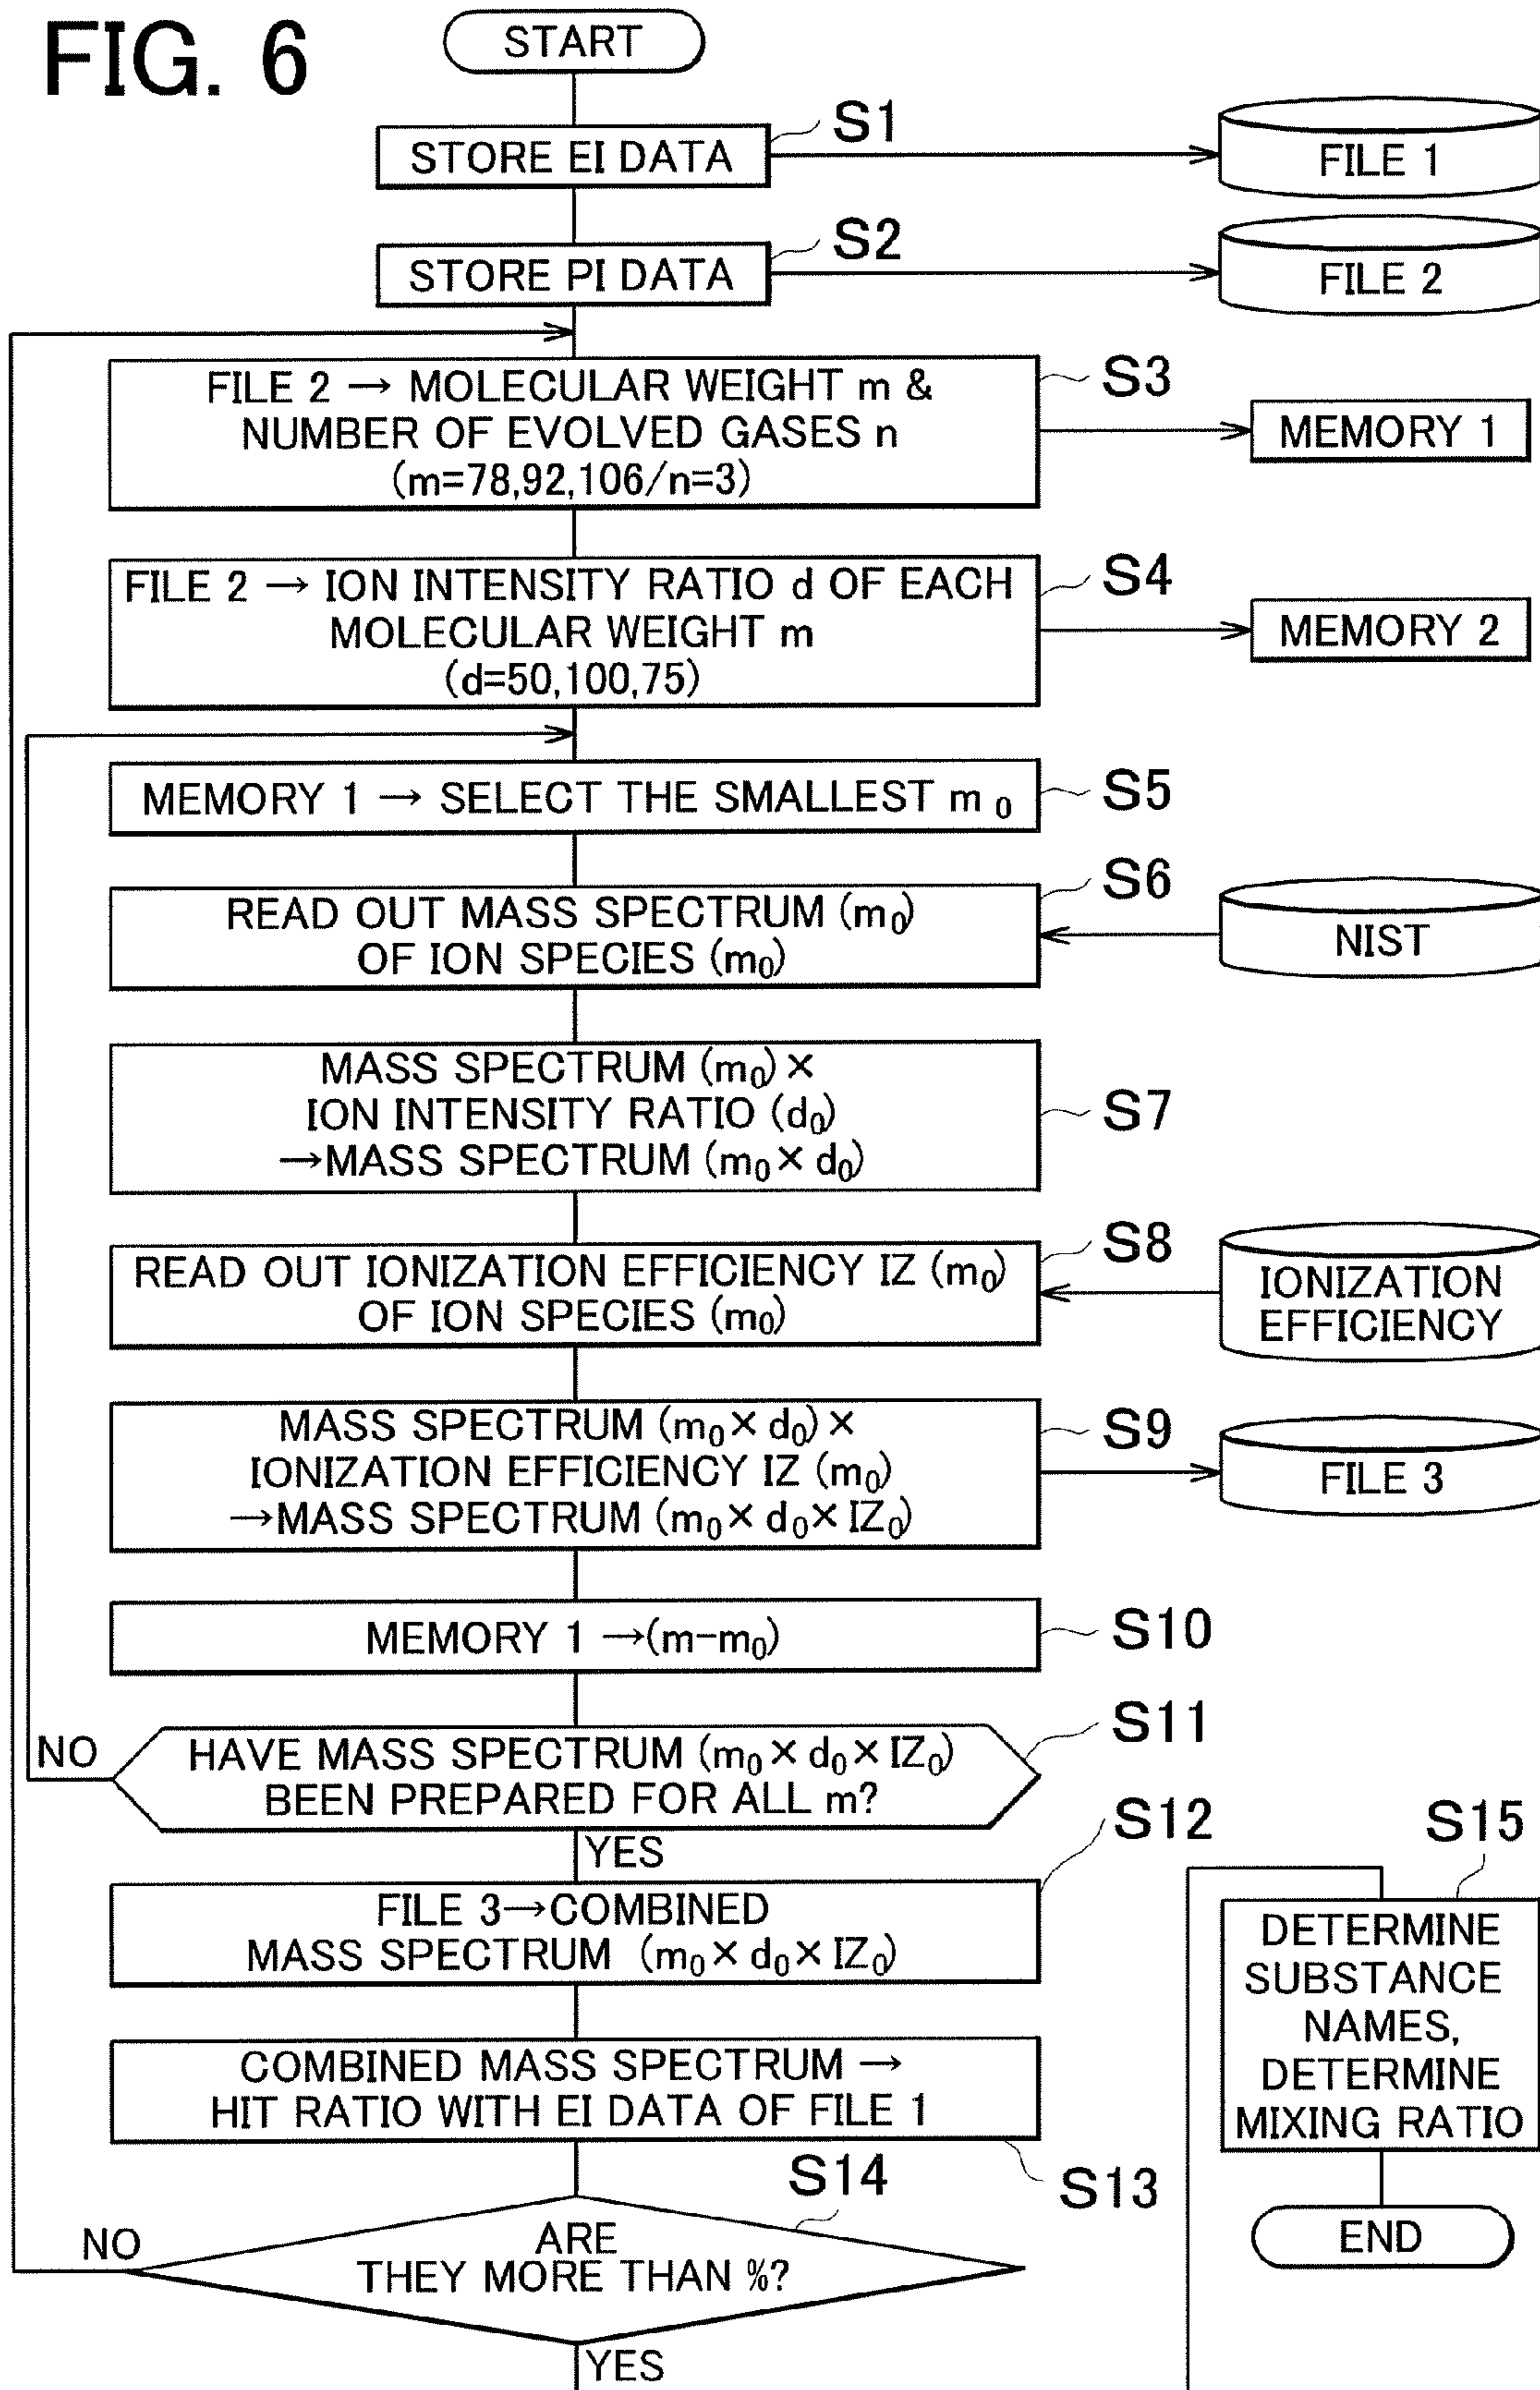 FIG. 6
START
S1
STORE EI DATA
FILE 1
S2
STORE PI DATA
FILE 2
S3
FILE 2 → MOLECULAR WEIGHT m &
NUMBER OF EVOLVED GASES n
(m=78,92,106/n=3)
MEMORY 1
S4
FILE 2 → ION INTENSITY RATIO d OF EACH
MOLECULAR WEIGHT m
(d=50,100,75)
MEMORY 2
MEMORY 1 → SELECT THE SMALLEST m₀
S5
S6
READ OUT MASS SPECTRUM (m₀)
OF ION SPECIES (m₀)
NIST
MASS SPECTRUM (m₀) ×
ION INTENSITY RATIO (d₀)
→MASS SPECTRUM (m₀ × d₀)
S7
S8
READ OUT IONIZATION EFFICIENCY IZ (m₀)
OF ION SPECIES (m₀)
IONIZATION
EFFICIENCY
S9
MASS SPECTRUM (m₀ × d₀) ×
IONIZATION EFFICIENCY IZ (m₀)
→MASS SPECTRUM (m₀ × d₀ × IZ₀)
FILE 3
MEMORY 1 →(m−m₀)
S10
S11
NO
HAVE MASS SPECTRUM (m₀ × d₀ × IZ₀)
BEEN PREPARED FOR ALL m?
YES
S12
FILE 3→COMBINED
MASS SPECTRUM (m₀ × d₀ × IZ₀)
COMBINED MASS SPECTRUM →
HIT RATIO WITH EI DATA OF FILE 1
S13
S14
NO
ARE
THEY MORE THAN %?
YES
S15
DETERMINE
SUBSTANCE
NAMES,
DETERMINE
MIXING RATIO
END